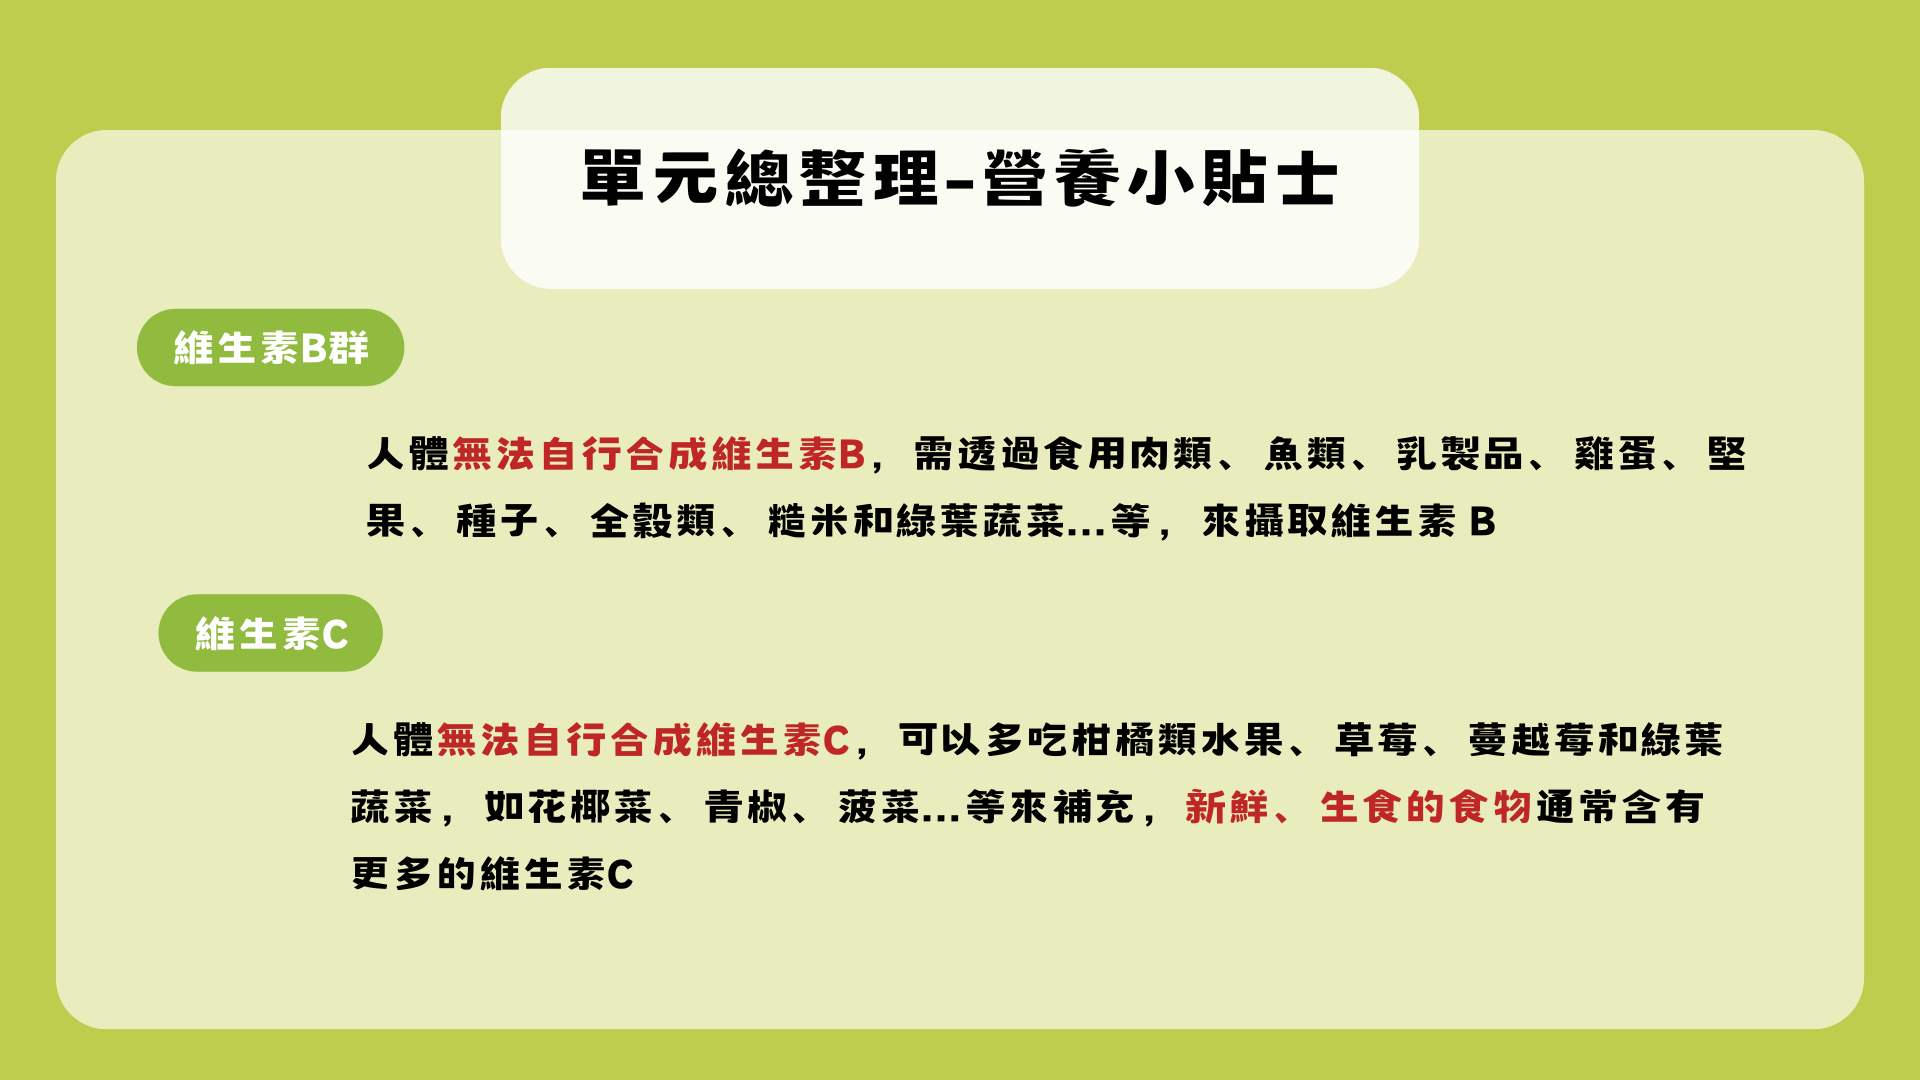 單元總整理-營養小貼士
維生素B群
人體無法自行合成維生素B，需透過食用肉類、魚類、乳製品、雞蛋、堅
果、種子、全穀類、糙米和綠葉蔬菜...等，來攝取維生素 B
維生素C
人體無法自行合成維生素C，可以多吃柑橘類水果、草莓、蔓越莓和綠葉
蔬菜，如花椰菜、青椒、菠菜...等來補充，新鮮、生食的食物通常含有
更多的維生素C